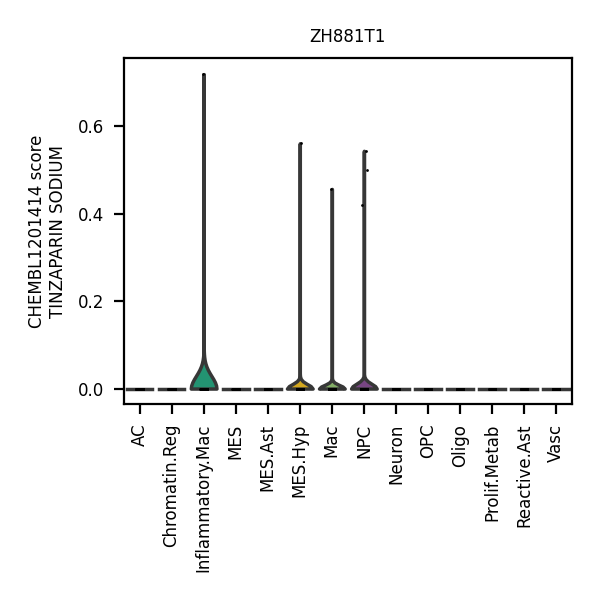 ZH881T1
CHEMBL1201414 score
TINZAPARIN SODIUM
0.6
0.4
0.2
0.0
AC
Chromatin.Reg
Inflammatory.Mac
MES
MES.Ast
MES.Hyp
Mac
NPC
Neuron
OPC
Oligo
Prolif.Metab
Reactive.Ast
Vasc